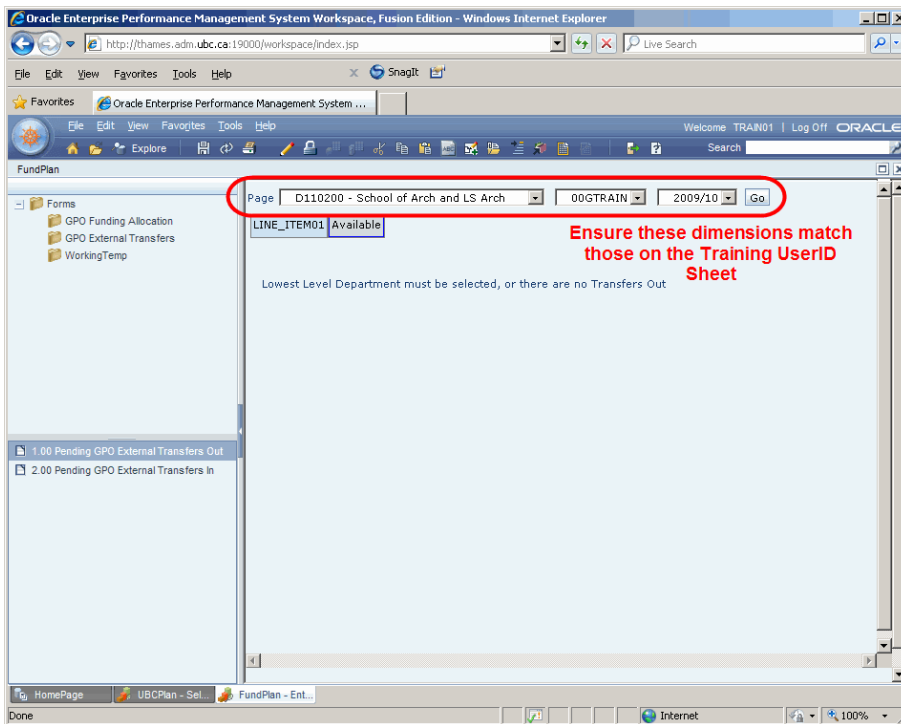 Oracle Enterprise Performance Management System Workspace, Fusion Edition - Windows Internet Explorer
http://thames.adm.ubc.ca:19000/workspace/index.jsp
Live Search
File Edit View Favorites Tools Help
SnagIt
Favorites
Oracle Enterprise Performance Management System ...
File Edit View Favorites Tools Help
Welcome TRAIN01 | Log Off ORACLE
Explore
Search
FundPlan
Forms
GPO Funding Allocation
GPO External Transfers
WorkingTemp
Page D110200 - School of Arch and LS Arch 00GTRAIN 2009/10 Go
LINE_ITEM01 Available
Ensure these dimensions match
those on the Training UserID
Sheet
Lowest Level Department must be selected, or there are no Transfers Out
1.00 Pending GPO External Transfers Out
2.00 Pending GPO External Transfers In
HomePage UBCPlan - Sel... FundPlan - Ent...
Done
Internet
100%